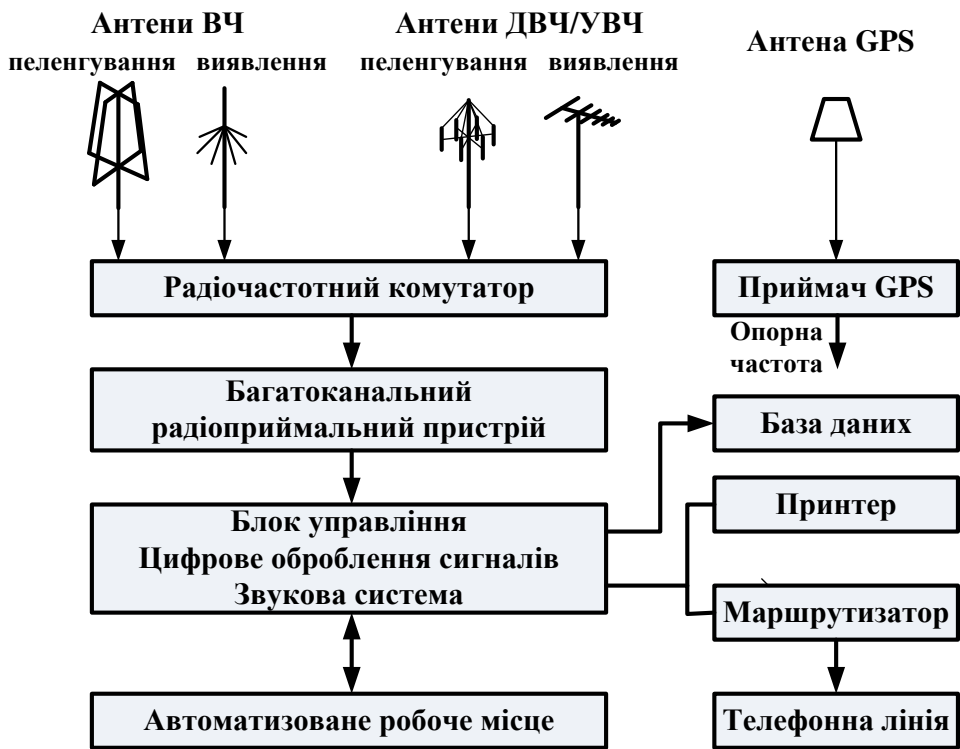 Антени ВЧ
пеленгування виявлення
Антени ДВЧ/УВЧ
пеленгування виявлення
Антена GPS
Радіочастотний комутатор
Приймач GPS
Опорна
частота
Багатоканальний
радіоприймальний пристрій
База даних
Принтер
Блок управління
Цифрове оброблення сигналів
Звукова система
Маршрутизатор
Автоматизоване робоче місце
Телефонна лінія